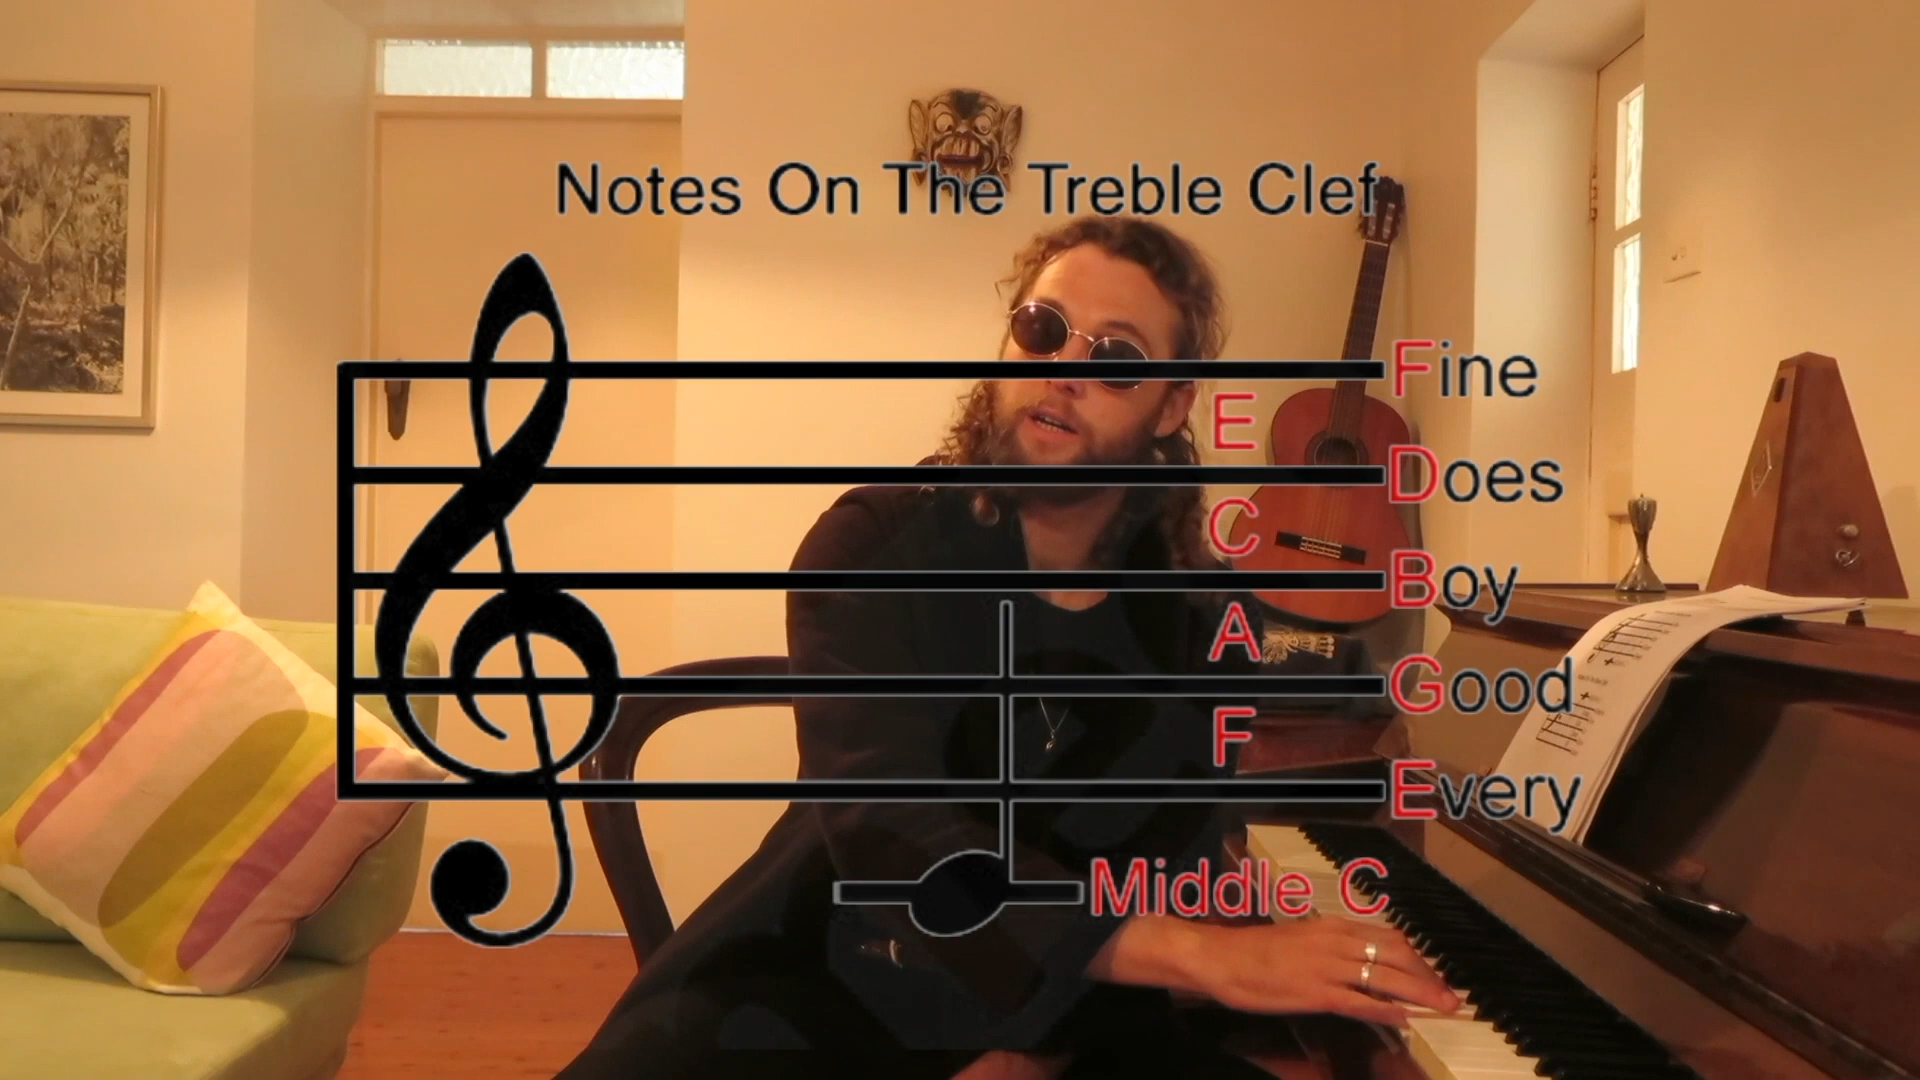 Notes On The Treble Clef
Fine
E
Does
C
Boy
A
Good
F
Every
Middle C